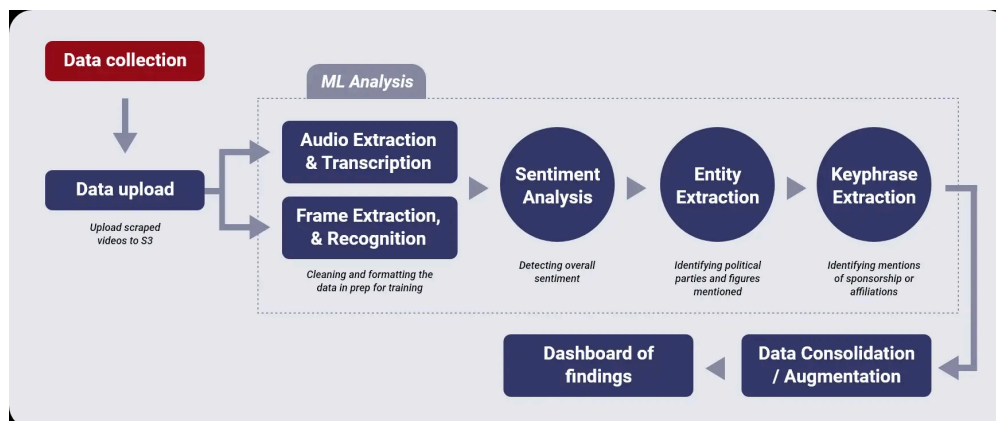 Data collection
Data upload
Upload scraped
videos to S3
ML Analysis
Audio Extraction
& Transcription
Frame Extraction,
& Recognition
Cleaning and formatting the
data in prep for training
Sentiment
Analysis
Detecting overall
sentiment
Entity
Extraction
Identifying political
parties and figures
mentioned
Keyphrase
Extraction
Identifying mentions
of sponsorship or
affiliations
Data Consolidation
/ Augmentation
Dashboard of
findings